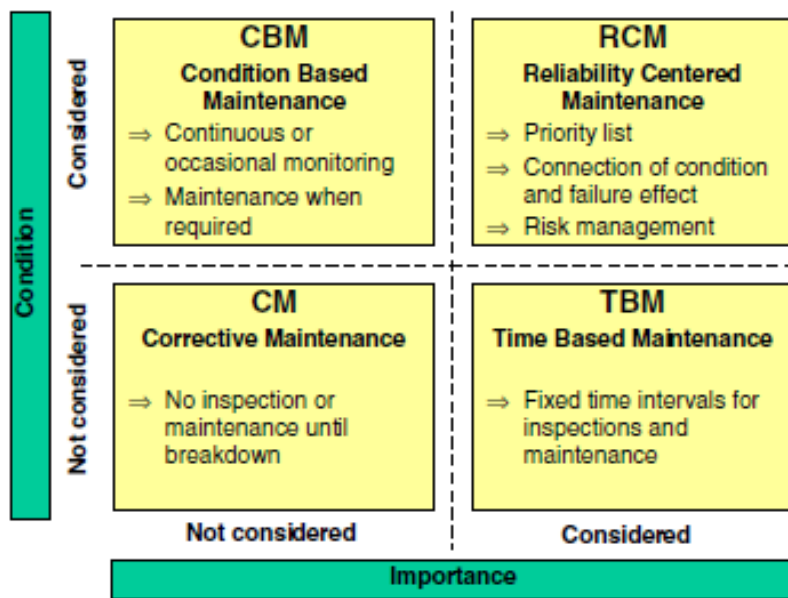 Condition
Considered
CBM
Condition Based
Maintenance
⇒ Continuous or
occasional monitoring
⇒ Maintenance when
required
RCM
Reliability Centered
Maintenance
⇒ Priority list
⇒ Connection of condition
and failure effect
⇒ Risk management
Not considered
CM
Corrective Maintenance
⇒ No inspection or
maintenance until
breakdown
TBM
Time Based Maintenance
⇒ Fixed time intervals for
inspections and
maintenance
Not considered
Considered
Importance